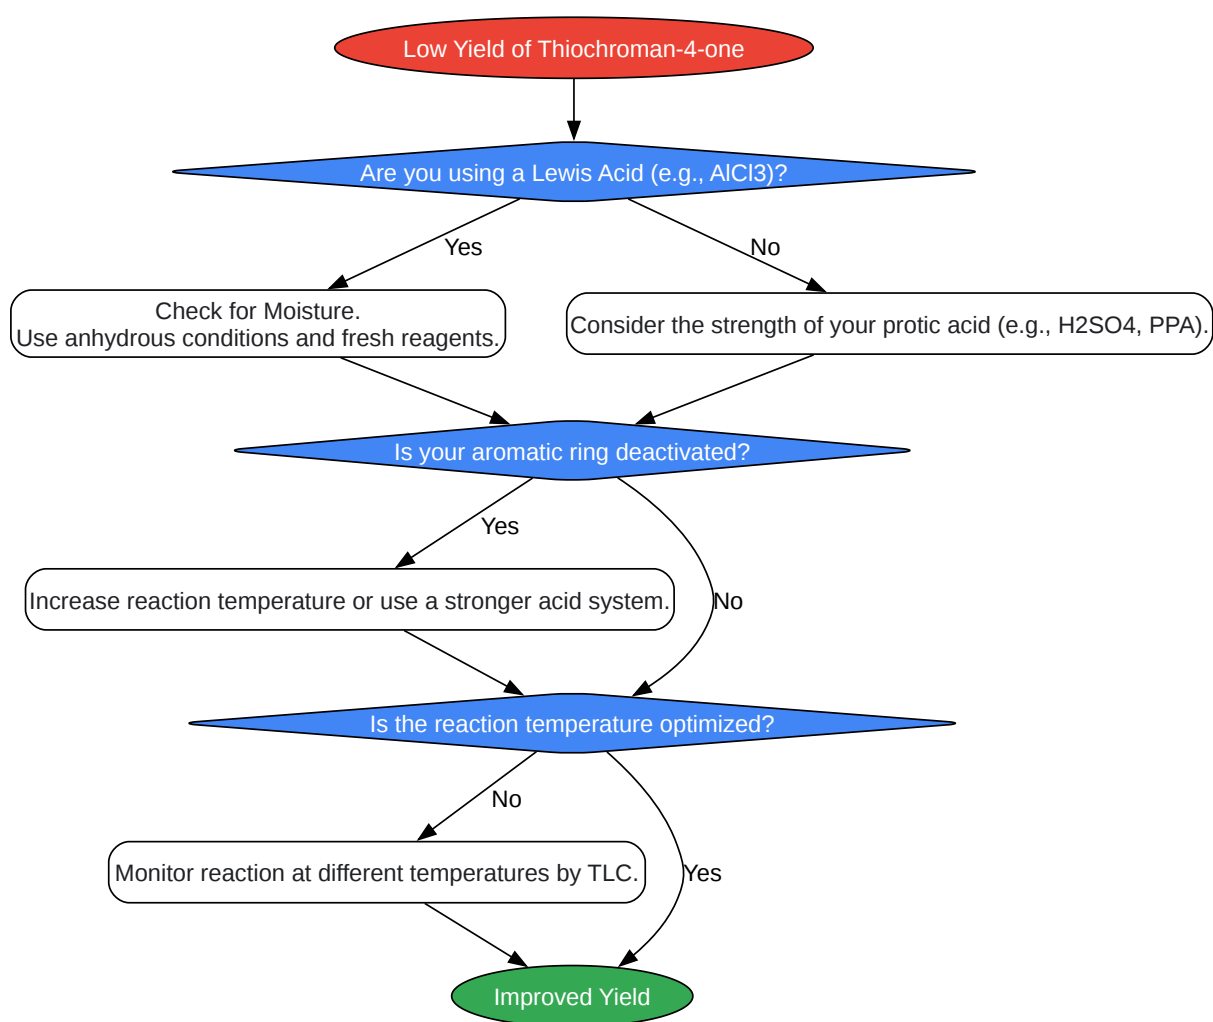 Low Yield of Thiochroman-4-one
Are you using a Lewis Acid (e.g., AlCl3)?
Yes
No
Check for Moisture.
Use anhydrous conditions and fresh reagents.
Consider the strength of your protic acid (e.g., H2SO4, PPA).
Is your aromatic ring deactivated?
Yes
Increase reaction temperature or use a stronger acid system.
No
Is the reaction temperature optimized?
No
Monitor reaction at different temperatures by TLC.
Yes
Improved Yield